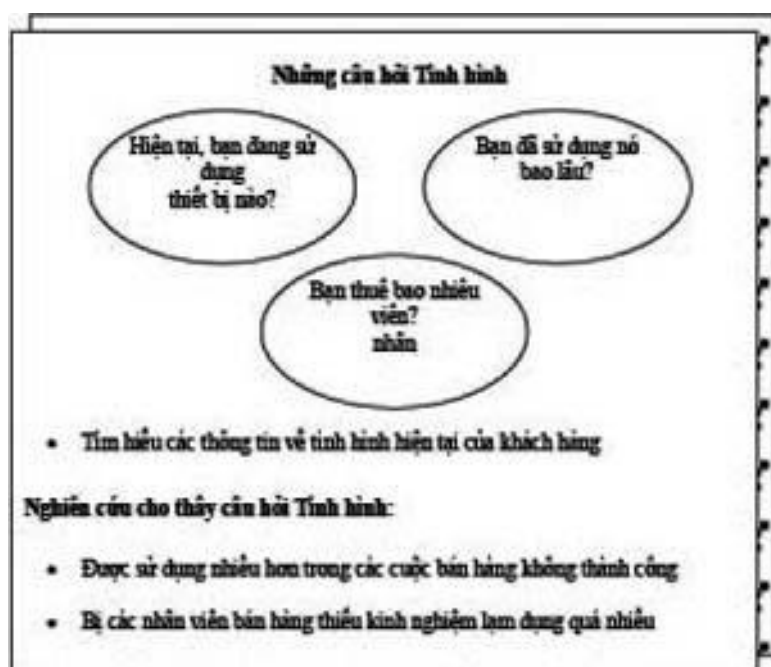 Những câu hỏi Tình hình
Hiện tại, bạn đang sử
dụng
thiết bị nào?
Bạn đã sử dụng nó
bao lâu?
Bạn thuê bao nhiêu
viên?
nhân
• Tìm hiểu các thông tin về tình hình hiện tại của khách hàng
Nghiên cứu cho thấy câu hỏi Tình hình:
• Được sử dụng nhiều hơn trong các cuộc bán hàng không thành công
• Bị các nhân viên bán hàng thiếu kinh nghiệm lạm dụng quá nhiều